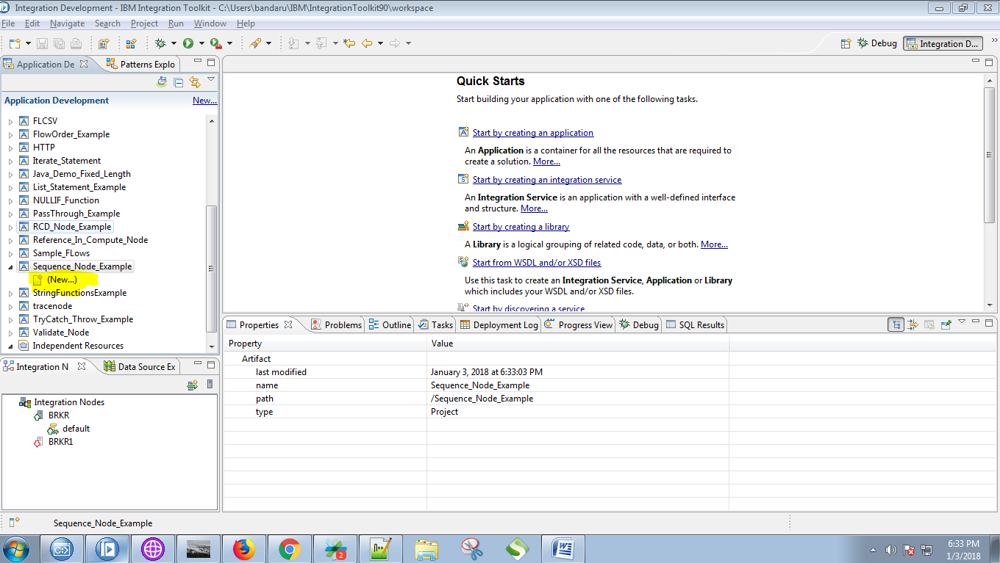 Integration Development - IBM Integration Toolkit - C:\Users\bandaru\IBM\IntegrationToolkit90\workspace
File Edit Navigate Search Project Run Window Help
Debug Integration D... »
Application De Patterns Explo
Application Development New...
FLCSV
FlowOrder_Example
HTTP
Iterate_Statement
Java_Demo_Fixed_Length
List_Statement_Example
NULLIF_Function
PassThrough_Example
RCD_Node_Example
Reference_In_Compute_Node
Sample_FLows
Sequence_Node_Example
(New...)
StringFunctionsExample
tracenode
TryCatch_Throw_Example
Validate_Node
Independent Resources
Quick Starts
Start building your application with one of the following tasks.
Start by creating an application
An Application is a container for all the resources that are required to
create a solution. More...
Start by creating an integration service
An Integration Service is an application with a well-defined interface
and structure. More...
Start by creating a library
A Library is a logical grouping of related code, data, or both. More...
Start from WSDL and/or XSD files
Use this task to create an Integration Service, Application or Library
which includes your WSDL and/or XSD files.
Start by discovering a service
Integration N Data Source Ex
Integration Nodes
BRKR
default
BRKR1
Properties Problems Outline Tasks Deployment Log Progress View Debug SQL Results
Property Value
Artifact
last modified January 3, 2018 at 6:33:03 PM
name Sequence_Node_Example
path /Sequence_Node_Example
type Project
Sequence_Node_Example
6:33 PM
1/3/2018